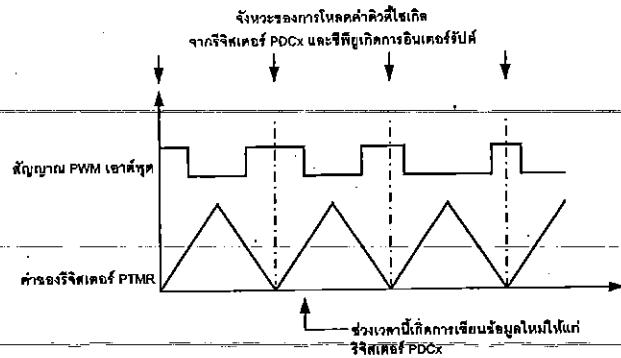 จังหวะของการโหลดค่าดิวตี้ไซเกิล
จากรีจิสเตอร์ PDCx และซีพียูเกิดการอินเตอร์รัปต์
สัญญาณ PWM เอาต์พุต
ค่าของรีจิสเตอร์ PTMR
ช่วงเวลานี้เกิดการเขียนข้อมูลใหม่ให้แก่
รีจิสเตอร์ PDCx